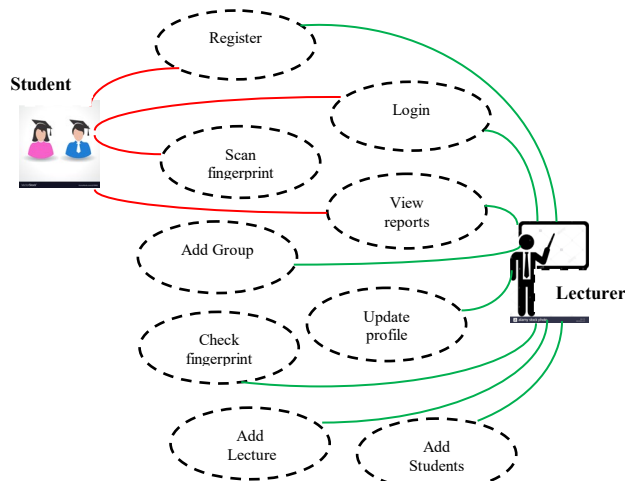 Register
Student
Login
Scan
fingerprint
View
reports
Add Group
Lecturer
Update
profile
Check
fingerprint
Add
Lecture
Add
Students